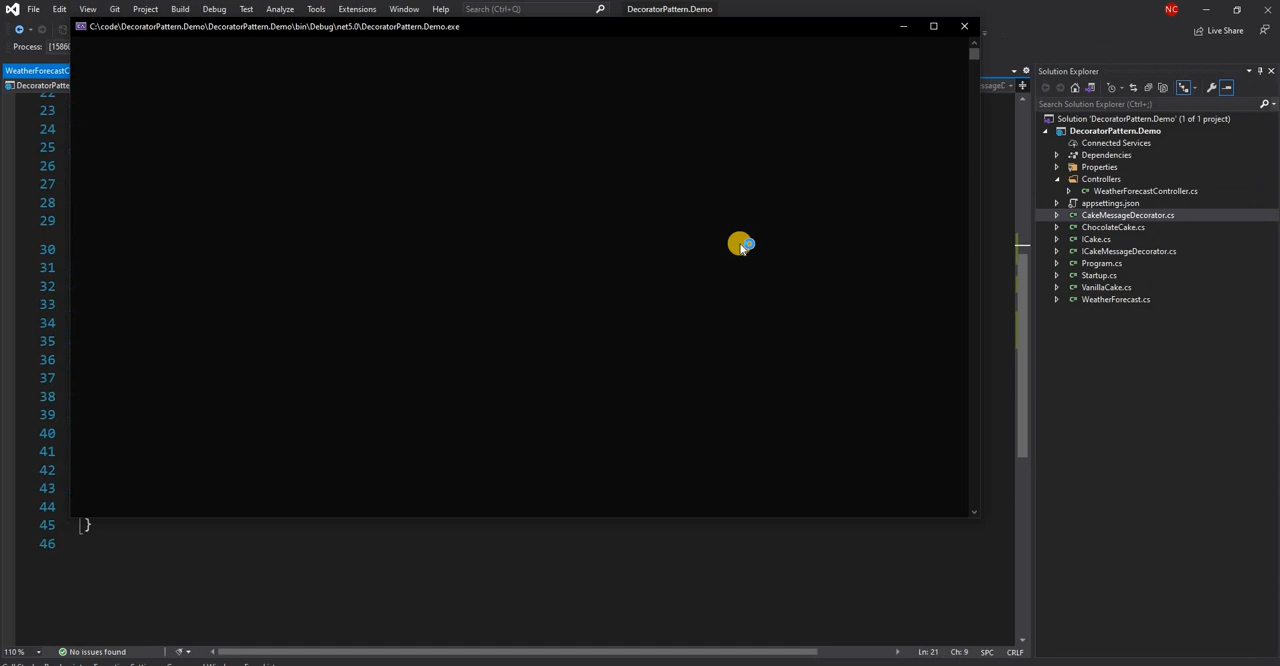 File Edit View Git Project Build Debug Test Analyze Tools Extensions Window Help Search (Ctrl+Q) DecoratorPattern.Demo NC
C:\code\DecoratorPattern.Demo\DecoratorPattern.Demo\bin\Debug\net5.0\DecoratorPattern.Demo.exe
Live Share
Process: [15860
WeatherForecastC
DecoratorPatte
22
23
24
25
26
27
28
29
30
31
32
33
34
35
36
37
38
39
40
41
42
43
44
45 }
46
Solution Explorer
Search Solution Explorer (Ctrl+;)
Solution 'DecoratorPattern.Demo' (1 of 1 project)
DecoratorPattern.Demo
Connected Services
Dependencies
Properties
Controllers
WeatherForecastController.cs
appsettings.json
CakeMessageDecorator.cs
ChocolateCake.cs
ICake.cs
ICakeMessageDecorator.cs
Program.cs
Startup.cs
VanillaCake.cs
WeatherForecast.cs
110 % No issues found Ln: 21 Ch: 9 SPC CRLF